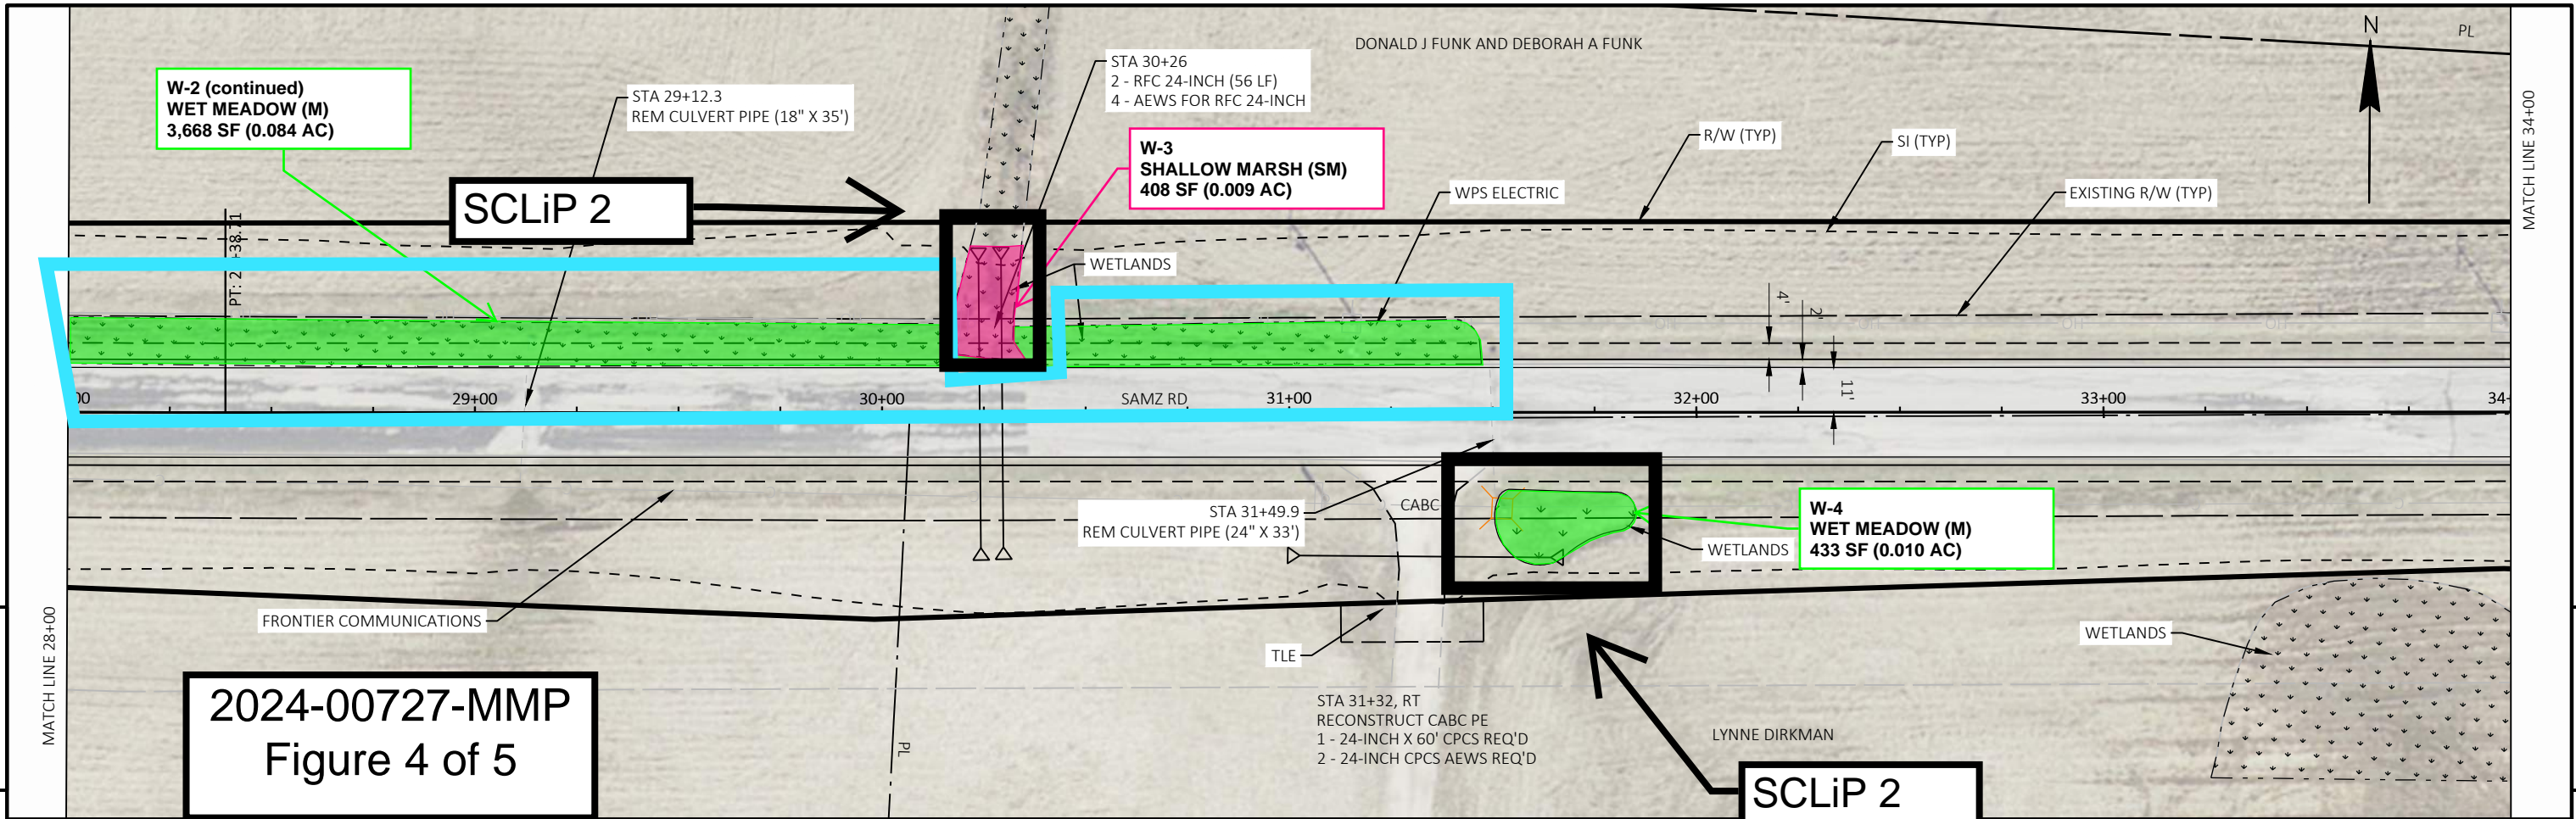 DONALD J FUNK AND DEBORAH A FUNK
N
PL
STA 30+26
2 - RFC 24-INCH (56 LF)
4 - AEWS FOR RFC 24-INCH
W-2 (continued)
WET MEADOW (M)
3,668 SF (0.084 AC)
STA 29+12.3
REM CULVERT PIPE (18" X 35')
W-3
SHALLOW MARSH (SM)
408 SF (0.009 AC)
R/W (TYP)
SI (TYP)
MATCH LINE 34+00
SCLiP 2
WPS ELECTRIC
EXISTING R/W (TYP)
WETLANDS
4'
2'
11'
29+00
30+00
SAMZ RD
31+00
32+00
33+00
STA 31+49.9
REM CULVERT PIPE (24" X 33')
CABC
WETLANDS
W-4
WET MEADOW (M)
433 SF (0.010 AC)
FRONTIER COMMUNICATIONS
TLE
WETLANDS
MATCH LINE 28+00
2024-00727-MMP
Figure 4 of 5
PL
STA 31+32, RT
RECONSTRUCT CABC PE
1 - 24-INCH X 60' CPCS REQ'D
2 - 24-INCH CPCS AEWS REQ'D
LYNNE DIRKMAN
SCLiP 2